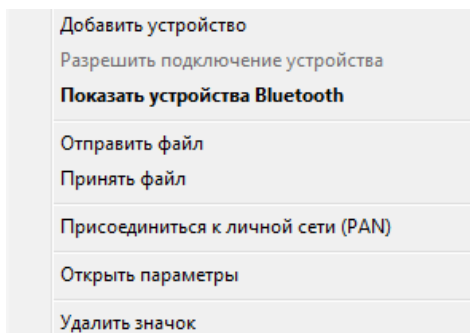 Добавить устройство
Разрешить подключение устройства
Показать устройства Bluetooth
Отправить файл
Принять файл
Присоединиться к личной сети (PAN)
Открыть параметры
Удалить значок